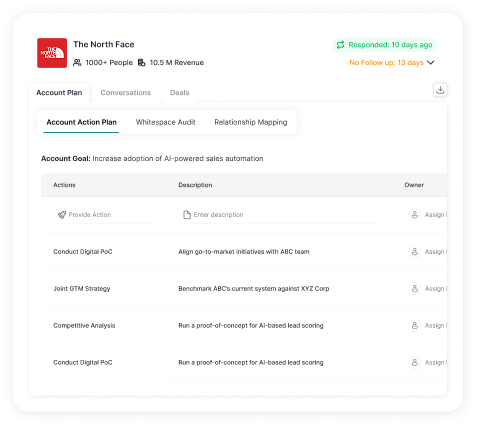 THE
NORTH
FACE
The North Face
1000+ People 10.5 M Revenue
Responded: 10 days ago
No Follow up: 13 days
Account Plan Conversations Deals
Account Action Plan Whitespace Audit Relationship Mapping
Account Goal: Increase adoption of AI-powered sales automation
Actions Description Owner
Provide Action Enter description Assign
Conduct Digital PoC Align go-to-market initiatives with ABC team Assign
Joint GTM Strategy Benchmark ABC's current system against XYZ Corp Assign
Competitive Analysis Run a proof-of-concept for AI-based lead scoring Assign
Conduct Digital PoC Run a proof-of-concept for AI-based lead scoring Assign